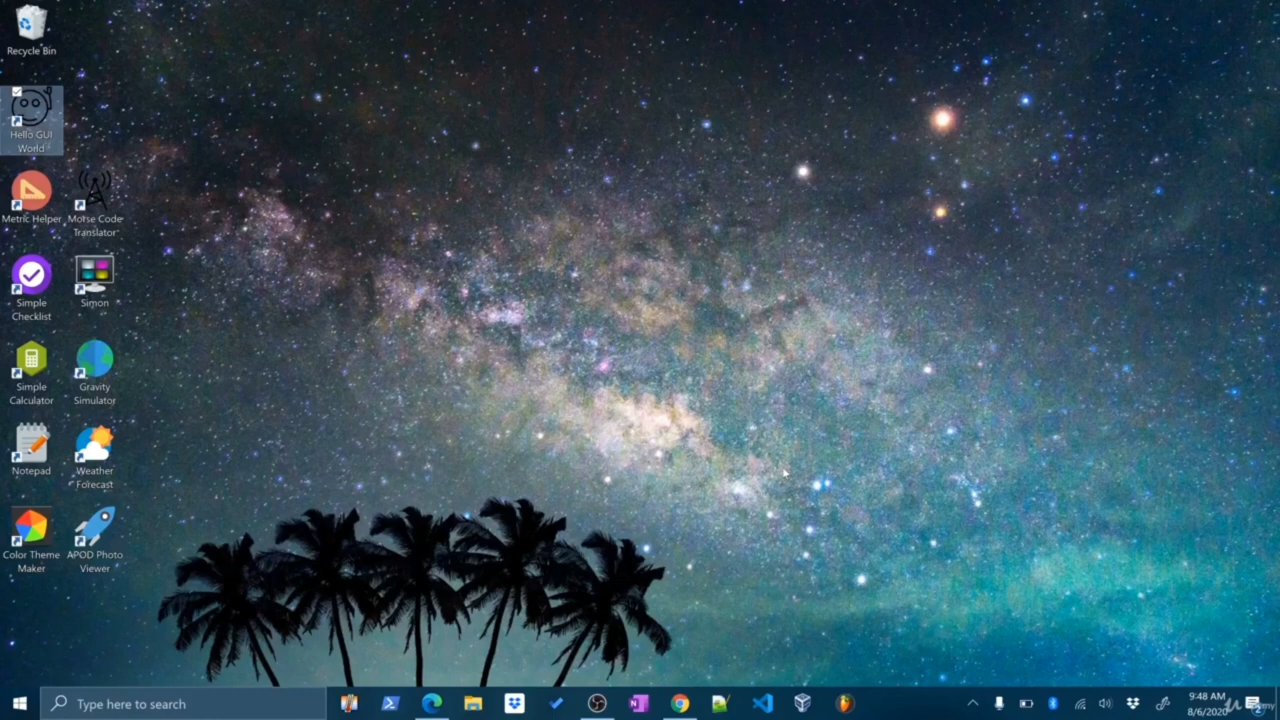 Recycle Bin
Hello GUI
World
Metric Helper
Morse Code
Translator
Simple
Checklist
Simon
Simple
Calculator
Gravity
Simulator
Notepad
Weather
Forecast
Color Theme
Maker
APOD Photo
Viewer
Type here to search
9:48 AM
8/6/2020